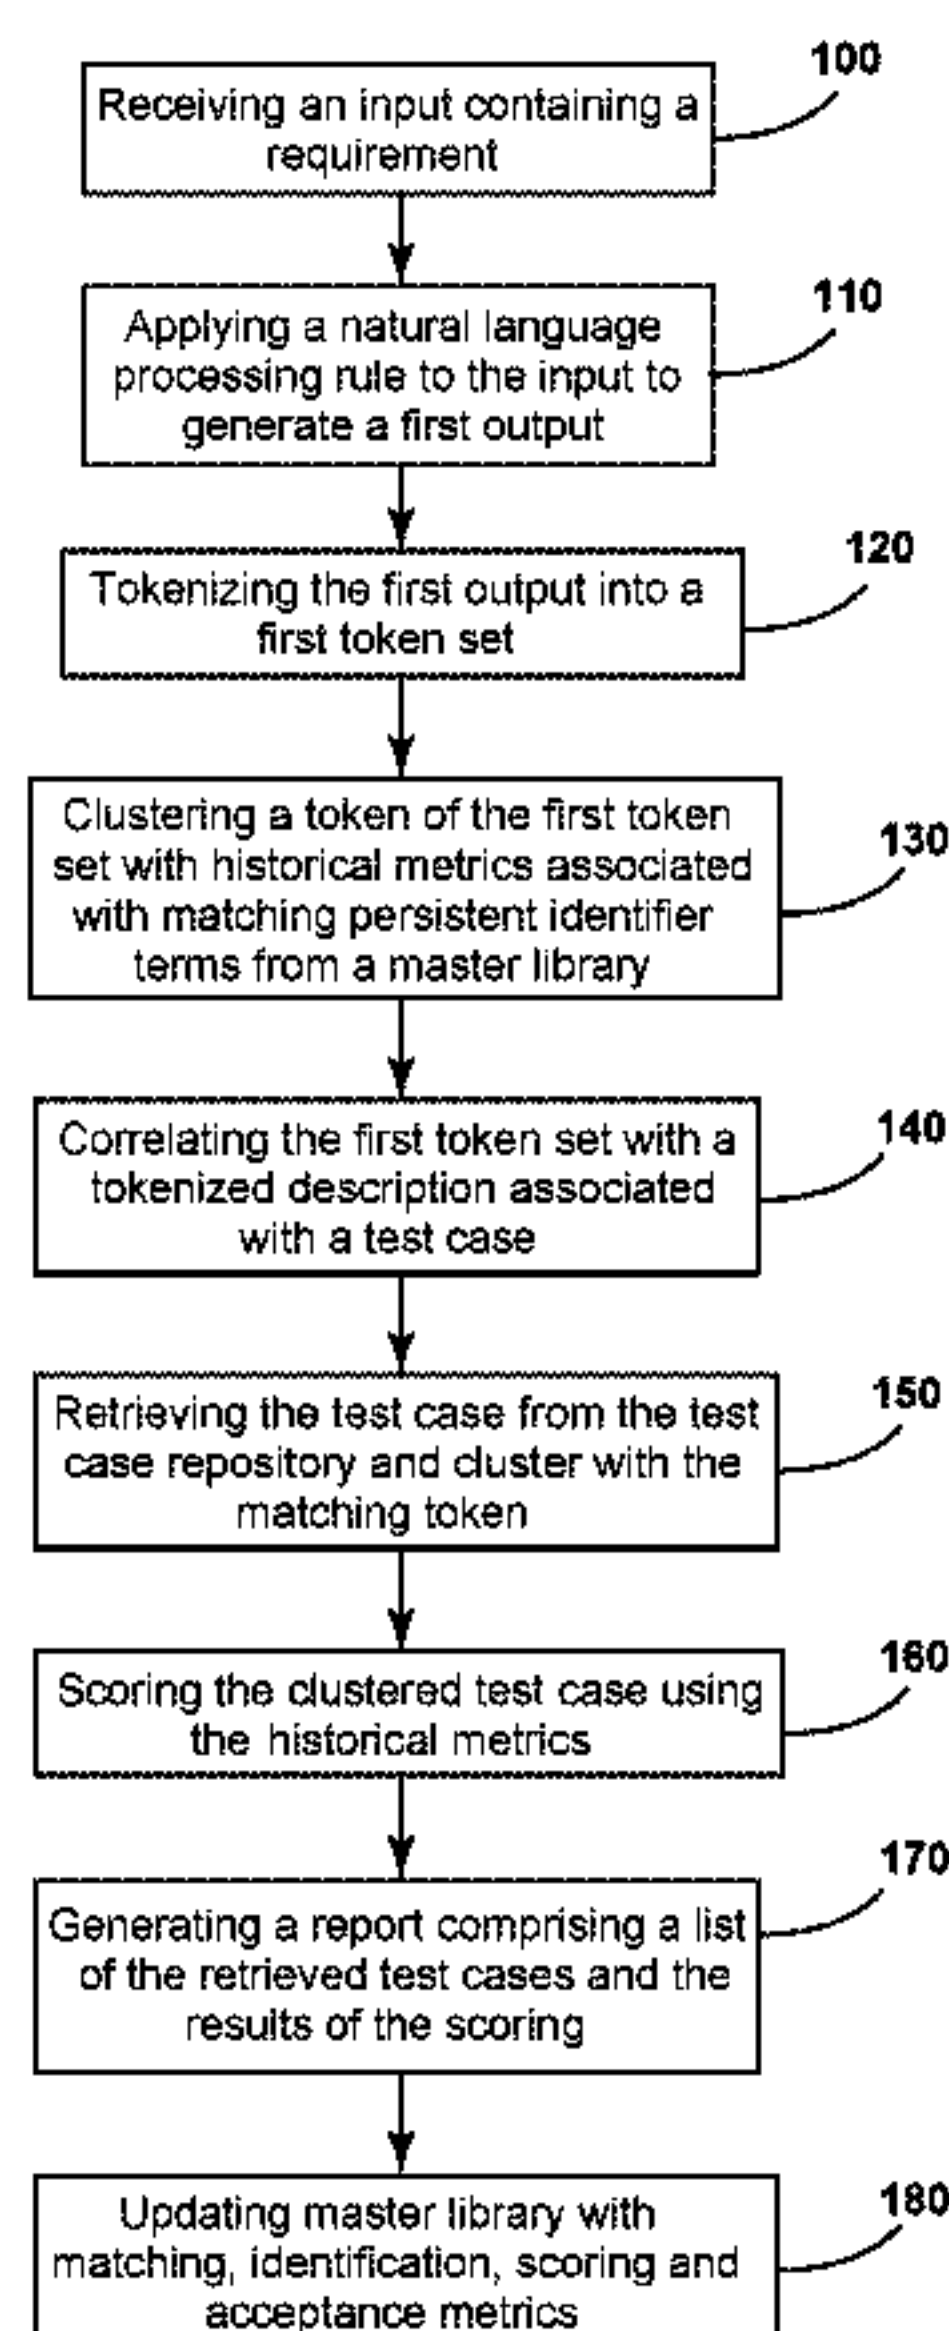 100
Receiving an input containing a
requirement
110
Applying a natural language
processing rule to the input to
generate a first output
120
Tokenizing the first output into a
first token set
130
Clustering a token of the first token
set with historical metrics associated
with matching persistent identifier
terms from a master library
140
Correlating the first token set with a
tokenized description associated
with a test case
150
Retrieving the test case from the test
case repository and cluster with the
matching token
160
Scoring the clustered test case using
the historical metrics
170
Generating a report comprising a list
of the retrieved test cases and the
results of the scoring
180
Updating master library with
matching, identification, scoring and
acceptance metrics